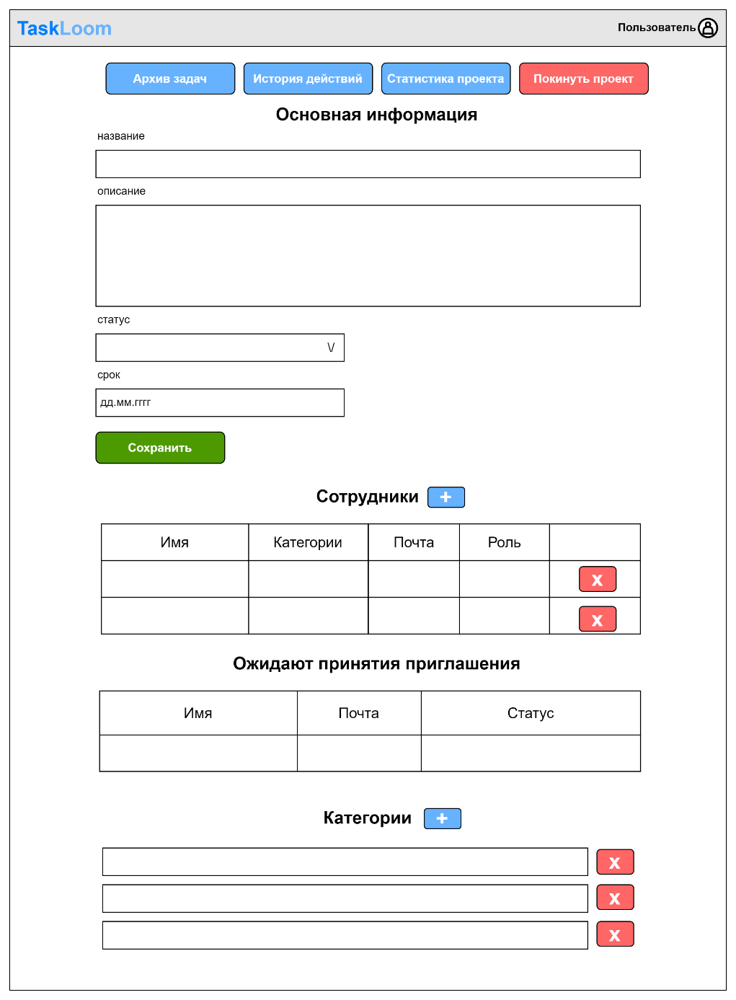 TaskLoom
Пользователь
Архив задач
История действий
Статистика проекта
Покинуть проект
Основная информация
название
описание
статус
\/
срок
дд.мм.гггг
Сохранить
Сотрудники +
Имя Категории Почта Роль
x
x
Ожидают принятия приглашения
Имя Почта Статус
Категории +
x
x
x